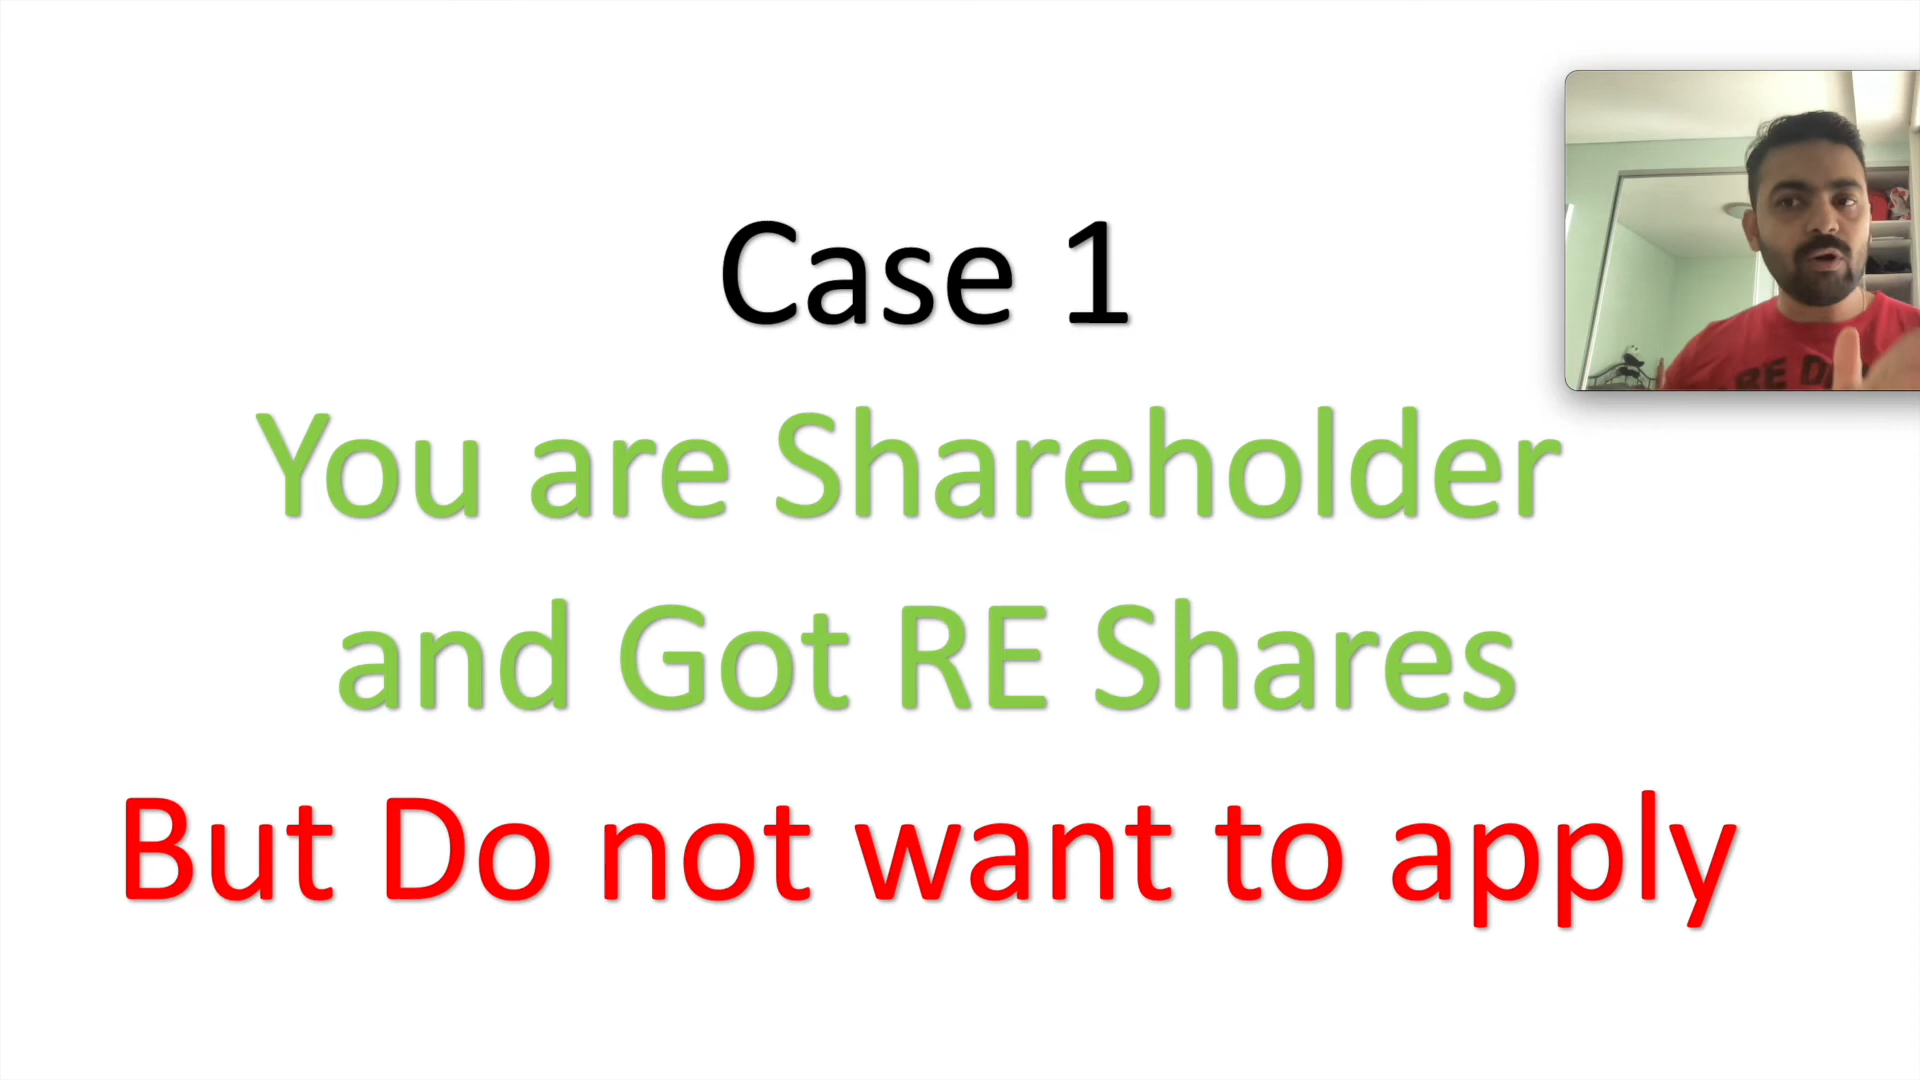 Case 1
You are Shareholder
and Got RE Shares
But Do not want to apply